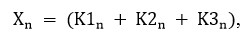 Xₙ = (K1ₙ + K2ₙ + K3ₙ),